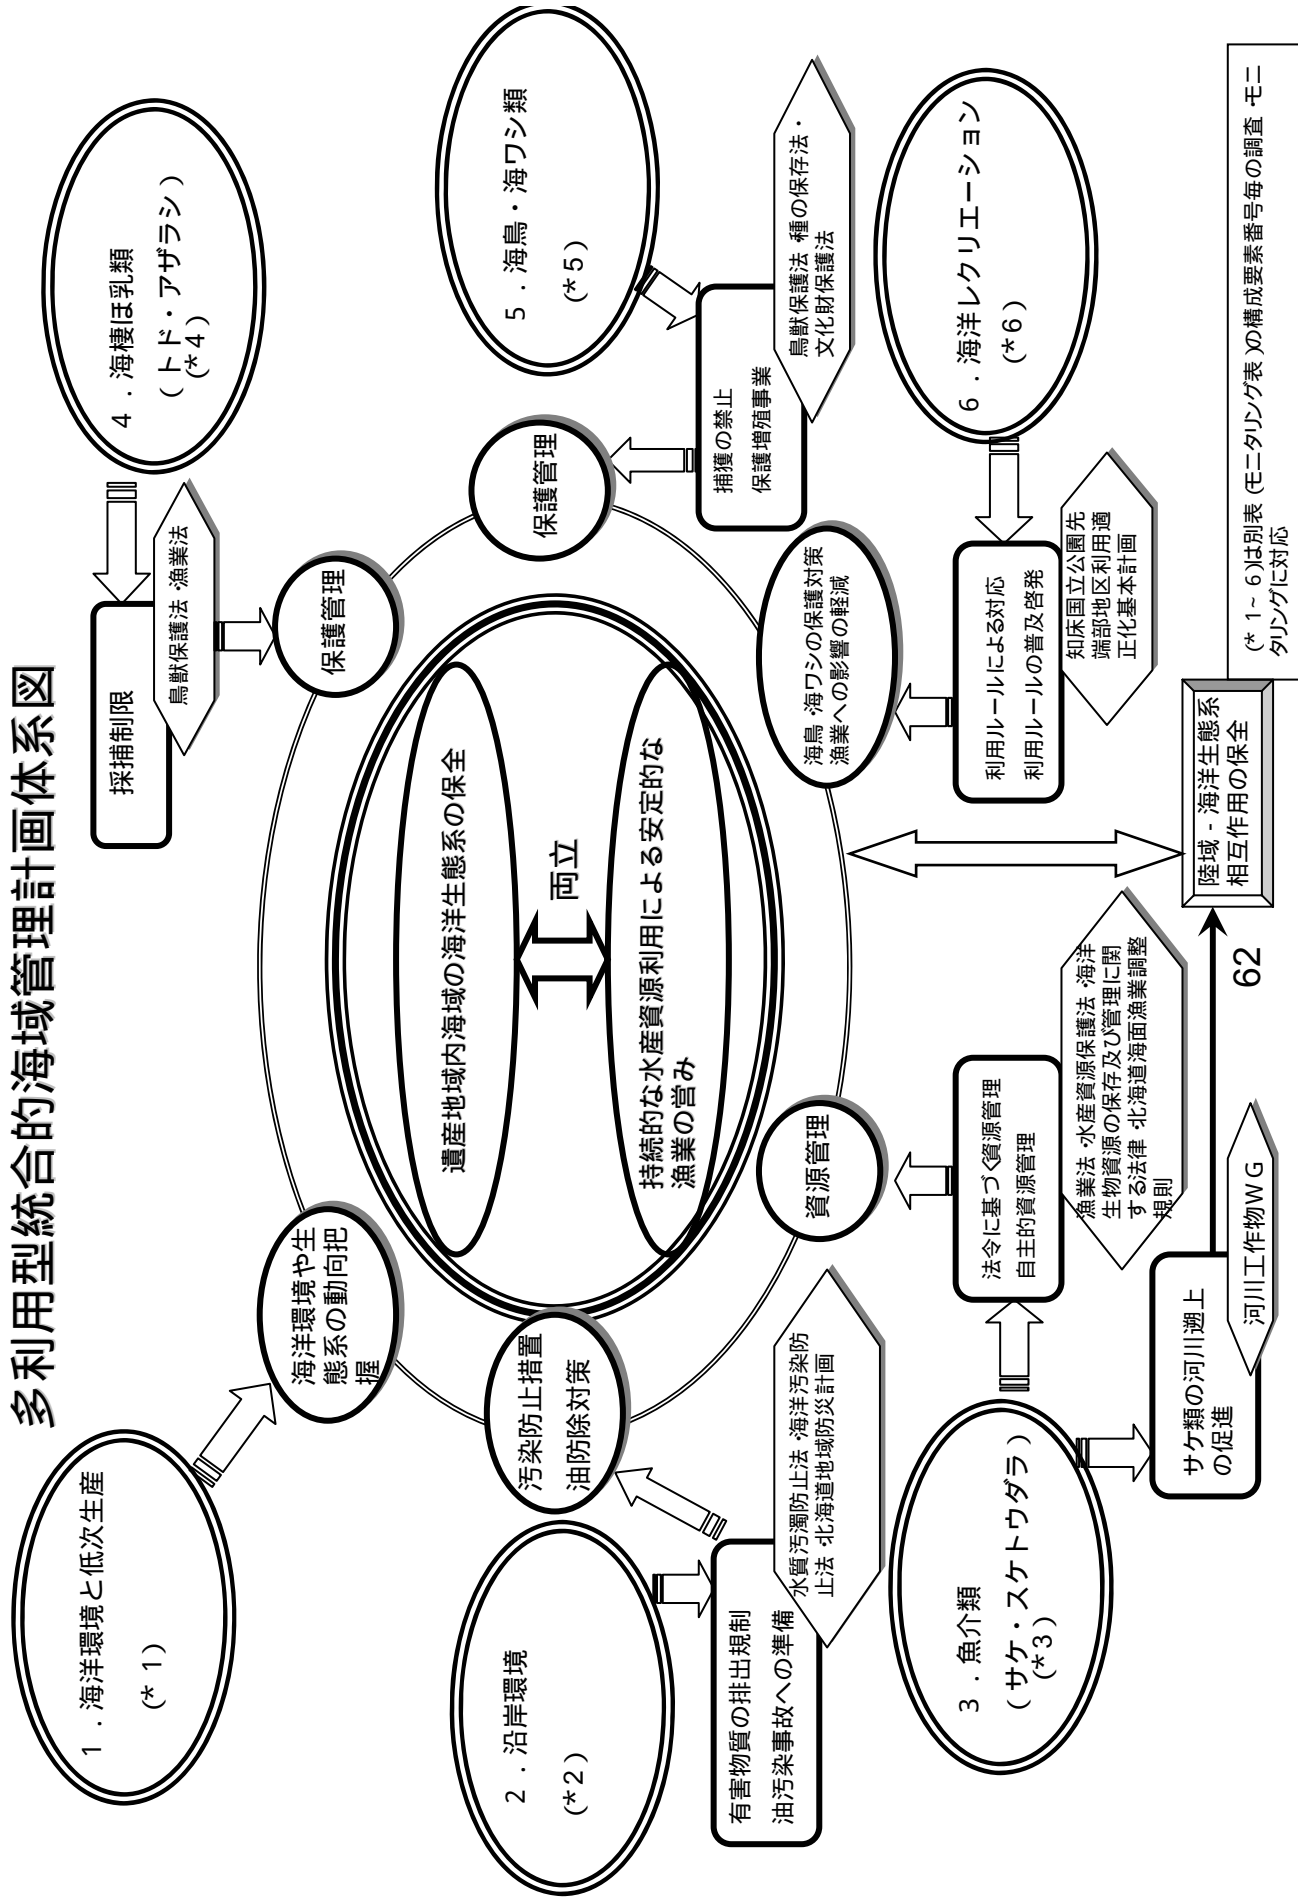 多利用型統合的海域管理計画体系図
1．海洋環境と低次生産
(*1)
海洋環境や生
態系の動向把
握
4．海棲ほ乳類
（トド・アザラシ）
(*4)
採捕制限
鳥獣保護法・漁業法
保護管理
2．沿岸環境
(*2)
有害物質の排出規制
油汚染事故への準備
水質汚濁防止法・海洋汚染防
止法・北海道地域防災計画
汚染防止措置
油防除対策
遺産地域内海域の海洋生態系の保全
両立
持続的な水産資源利用による安定的な
漁業の営み
5．海鳥・海ワシ類
(*5)
捕獲の禁止
保護増殖事業
鳥獣保護法・種の保存法・
文化財保護法
保護管理
3．魚介類
（サケ・スケトウダラ）
(*3)
法令に基づく資源管理
自主的資源管理
漁業法・水産資源保護法・海洋
生物資源の保存及び管理に関
する法律・北海道海面漁業調整
規則
資源管理
サケ類の河川遡上
の促進
河川工作物ＷＧ
6．海洋レクリエーション
(*6)
利用ルールによる対応
利用ルールの普及啓発
知床国立公園先
端部地区利用適
正化基本計画
海鳥・海ワシの保護対策
漁業への影響の軽減
陸域-海洋生態系
相互作用の保全
(*1~6)は別表(モニタリング表)の構成要素番号毎の調査・モニ
タリングに対応
62